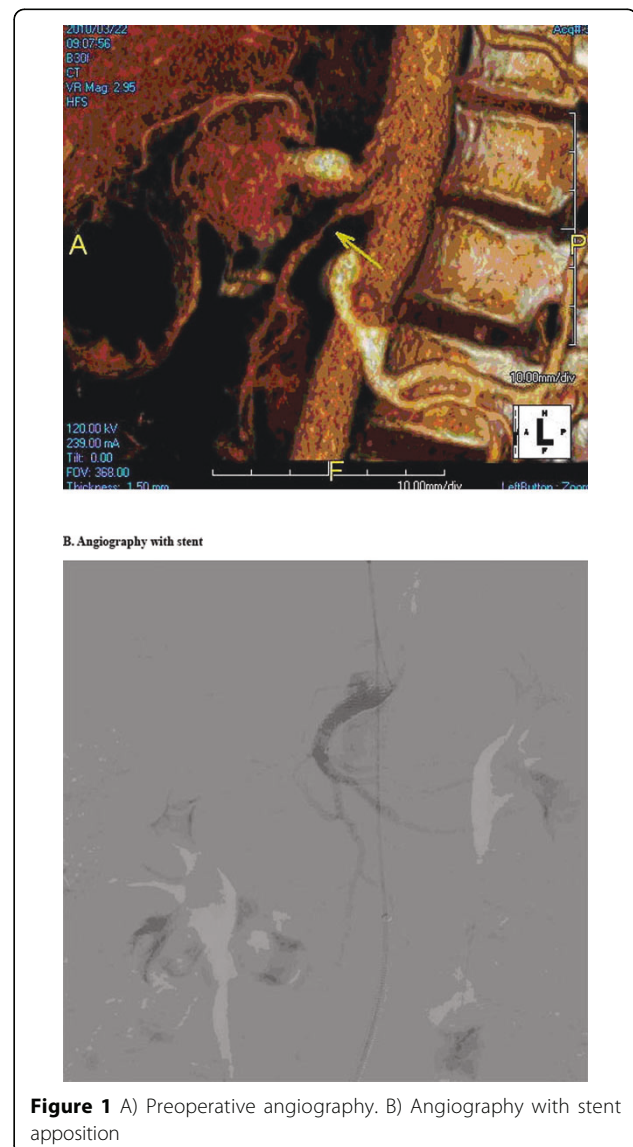 2010/03/22
09:07:56
B30f
CT
VR Mag: 2.95
HFS
A
P
10.00mm/div
120.00 kV
239.00 mA
Tilt: 0.00
FOV: 368.00
Thickness: 1.50 mm
F
10.00mm/div
H
A L P
F
LeftButton : Zoom
B. Angiography with stent
Figure 1 A) Preoperative angiography. B) Angiography with stent
apposition